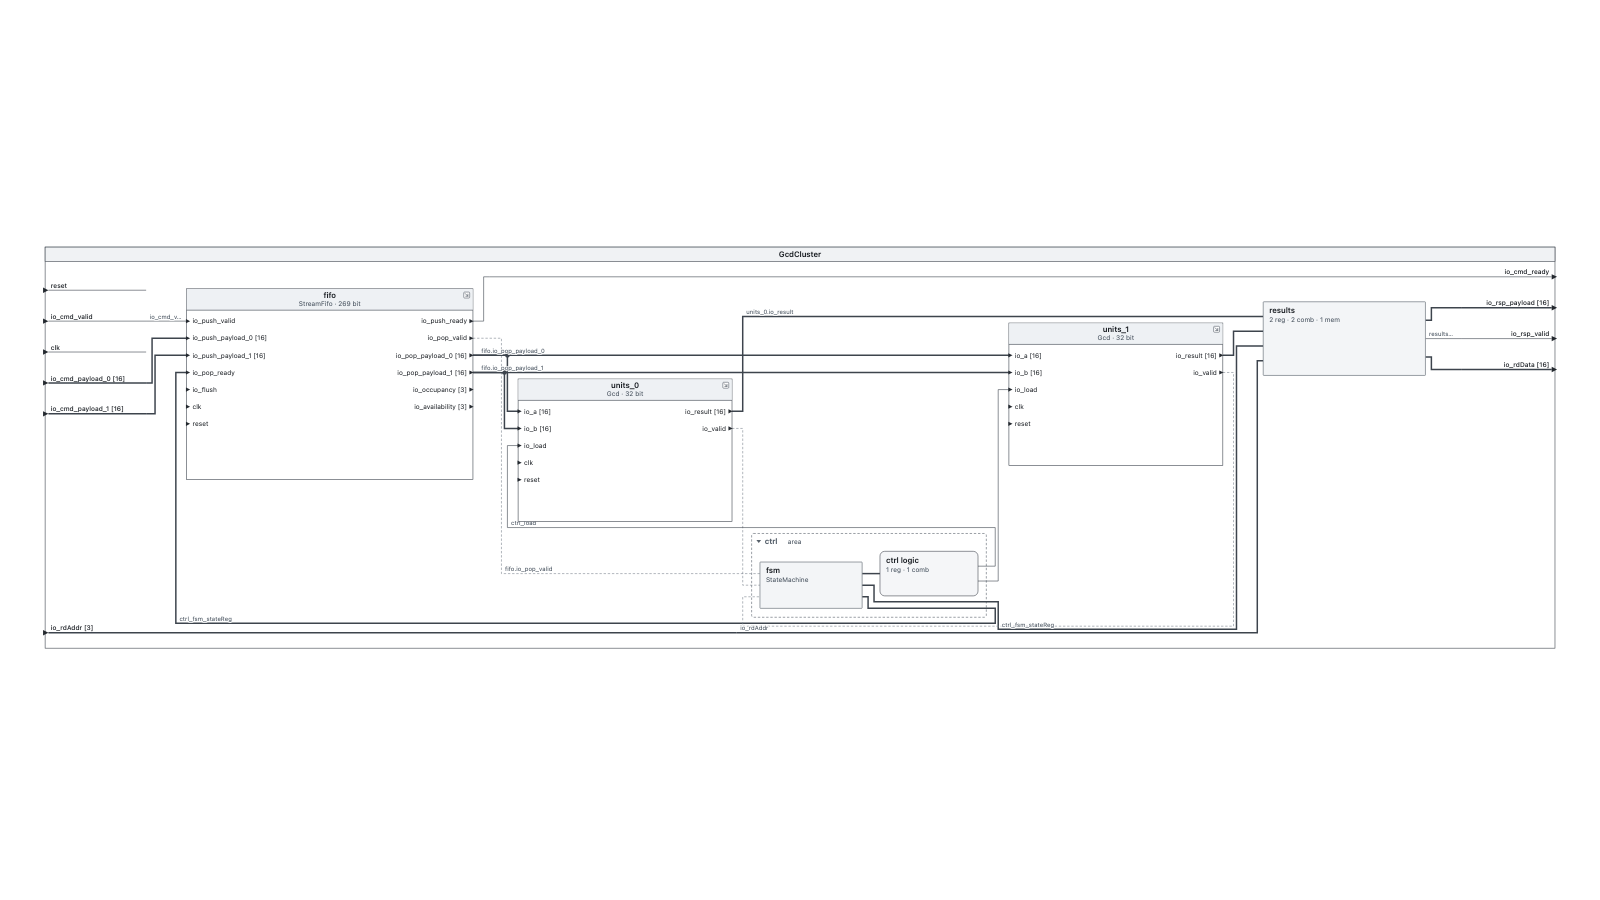 GcdCluster
reset
io_cmd_valid
io_cmd_v...
clk
io_cmd_payload_0 [16]
io_cmd_payload_1 [16]
io_rdAddr [3]
fifo
StreamFifo · 269 bit
io_push_valid
io_push_payload_0 [16]
io_push_payload_1 [16]
io_pop_ready
io_flush
clk
reset
io_push_ready
io_pop_valid
io_pop_payload_0 [16]
io_pop_payload_1 [16]
io_occupancy [3]
io_availability [3]
fifo.io_pop_payload_0
fifo.io_pop_payload_1
units_0
Gcd · 32 bit
io_a [16]
io_b [16]
io_load
clk
reset
io_result [16]
io_valid
units_0.io_result
ctrl_load
fifo.io_pop_valid
ctrl_fsm_stateReg
io_rdAddr
ctrl area
fsm
StateMachine
ctrl logic
1 reg · 1 comb
ctrl_fsm_stateReg
units_1
Gcd · 32 bit
io_a [16]
io_b [16]
io_load
clk
reset
io_result [16]
io_valid
results
2 reg · 2 comb · 1 mem
results...
io_cmd_ready
io_rsp_payload [16]
io_rsp_valid
io_rdData [16]